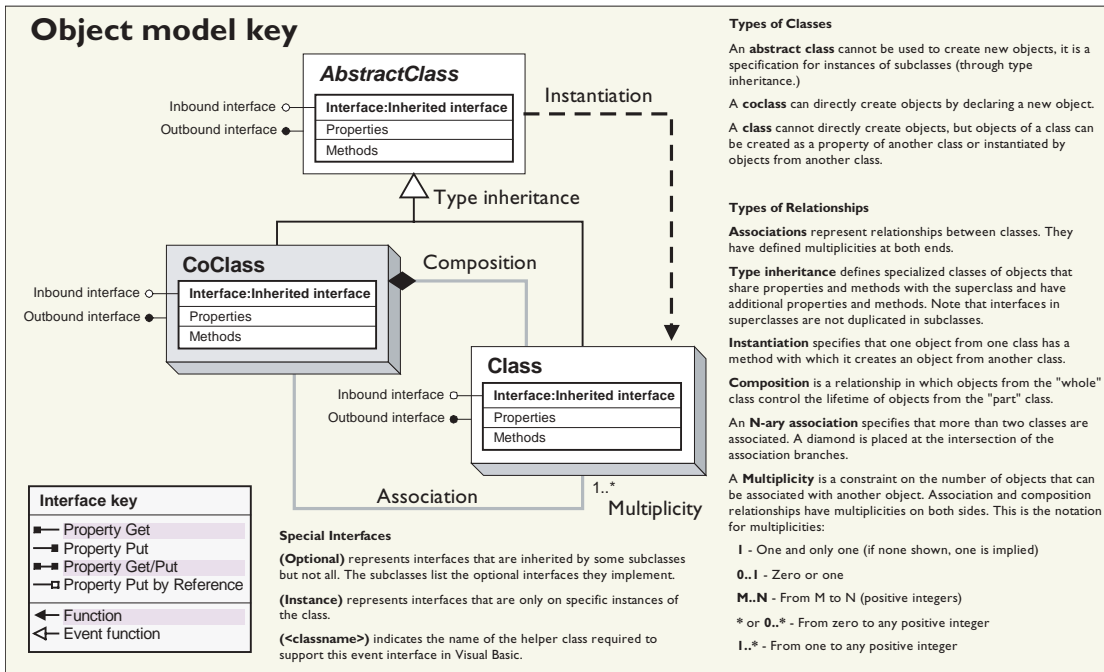 Object model key
AbstractClass
Inbound interface
Interface:Inherited interface
Outbound interface
Properties
Methods
Instantiation
Type inheritance
CoClass
Composition
Inbound interface
Interface:Inherited interface
Outbound interface
Properties
Methods
Class
Inbound interface
Interface:Inherited interface
Outbound interface
Properties
Methods
Association
1..*
Multiplicity
Interface key
Property Get
Property Put
Property Get/Put
Property Put by Reference
Function
Event function
Special Interfaces
(Optional) represents interfaces that are inherited by some subclasses
but not all. The subclasses list the optional interfaces they implement.
(Instance) represents interfaces that are only on specific instances of
the class.
(<classname>) indicates the name of the helper class required to
support this event interface in Visual Basic.
Types of Classes
An abstract class cannot be used to create new objects, it is a
specification for instances of subclasses (through type
inheritance.)
A coclass can directly create objects by declaring a new object.
A class cannot directly create objects, but objects of a class can
be created as a property of another class or instantiated by
objects from another class.
Types of Relationships
Associations represent relationships between classes. They
have defined multiplicities at both ends.
Type inheritance defines specialized classes of objects that
share properties and methods with the superclass and have
additional properties and methods. Note that interfaces in
superclasses are not duplicated in subclasses.
Instantiation specifies that one object from one class has a
method with which it creates an object from another class.
Composition is a relationship in which objects from the "whole"
class control the lifetime of objects from the "part" class.
An N-ary association specifies that more than two classes are
associated. A diamond is placed at the intersection of the
association branches.
A Multiplicity is a constraint on the number of objects that can
be associated with another object. Association and composition
relationships have multiplicities on both sides. This is the notation
for multiplicities:
1 - One and only one (if none shown, one is implied)
0..1 - Zero or one
M..N - From M to N (positive integers)
* or 0..* - From zero to any positive integer
1..* - From one to any positive integer